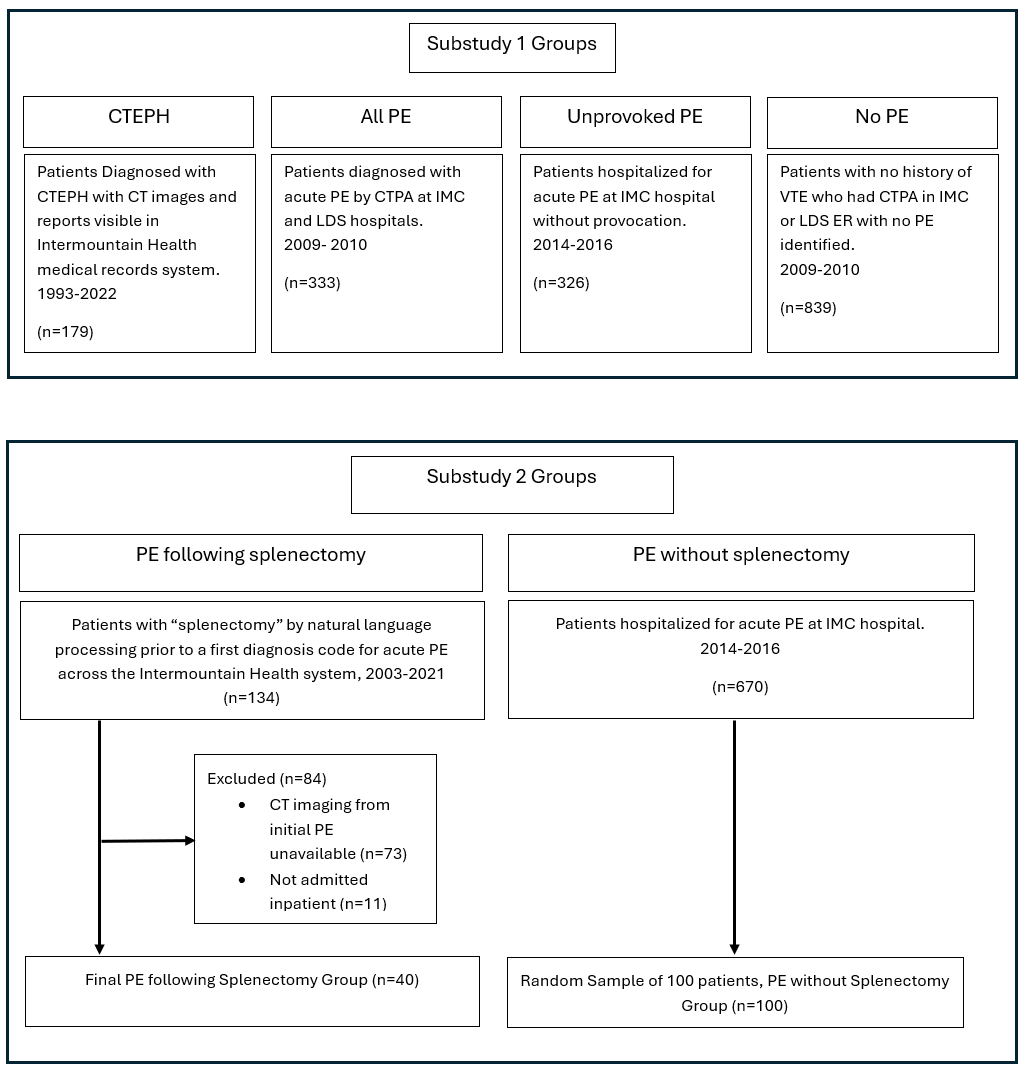 Substudy 1 Groups
CTEPH
Patients Diagnosed with
CTEPH with CT images and
reports visible in
Intermountain Health
medical records system.
1993-2022
(n=179)
All PE
Patients diagnosed with
acute PE by CTPA at IMC
and LDS hospitals.
2009- 2010
(n=333)
Unprovoked PE
Patients hospitalized for
acute PE at IMC hospital
without provocation.
2014-2016
(n=326)
No PE
Patients with no history of
VTE who had CTPA in IMC
or LDS ER with no PE
identified.
2009-2010
(n=839)
Substudy 2 Groups
PE following splenectomy
Patients with “splenectomy” by natural language
processing prior to a first diagnosis code for acute PE
across the Intermountain Health system, 2003-2021
(n=134)
Excluded (n=84)
• CT imaging from
initial PE
unavailable (n=73)
• Not admitted
inpatient (n=11)
Final PE following Splenectomy Group (n=40)
PE without splenectomy
Patients hospitalized for acute PE at IMC hospital.
2014-2016
(n=670)
Random Sample of 100 patients, PE without Splenectomy
Group (n=100)